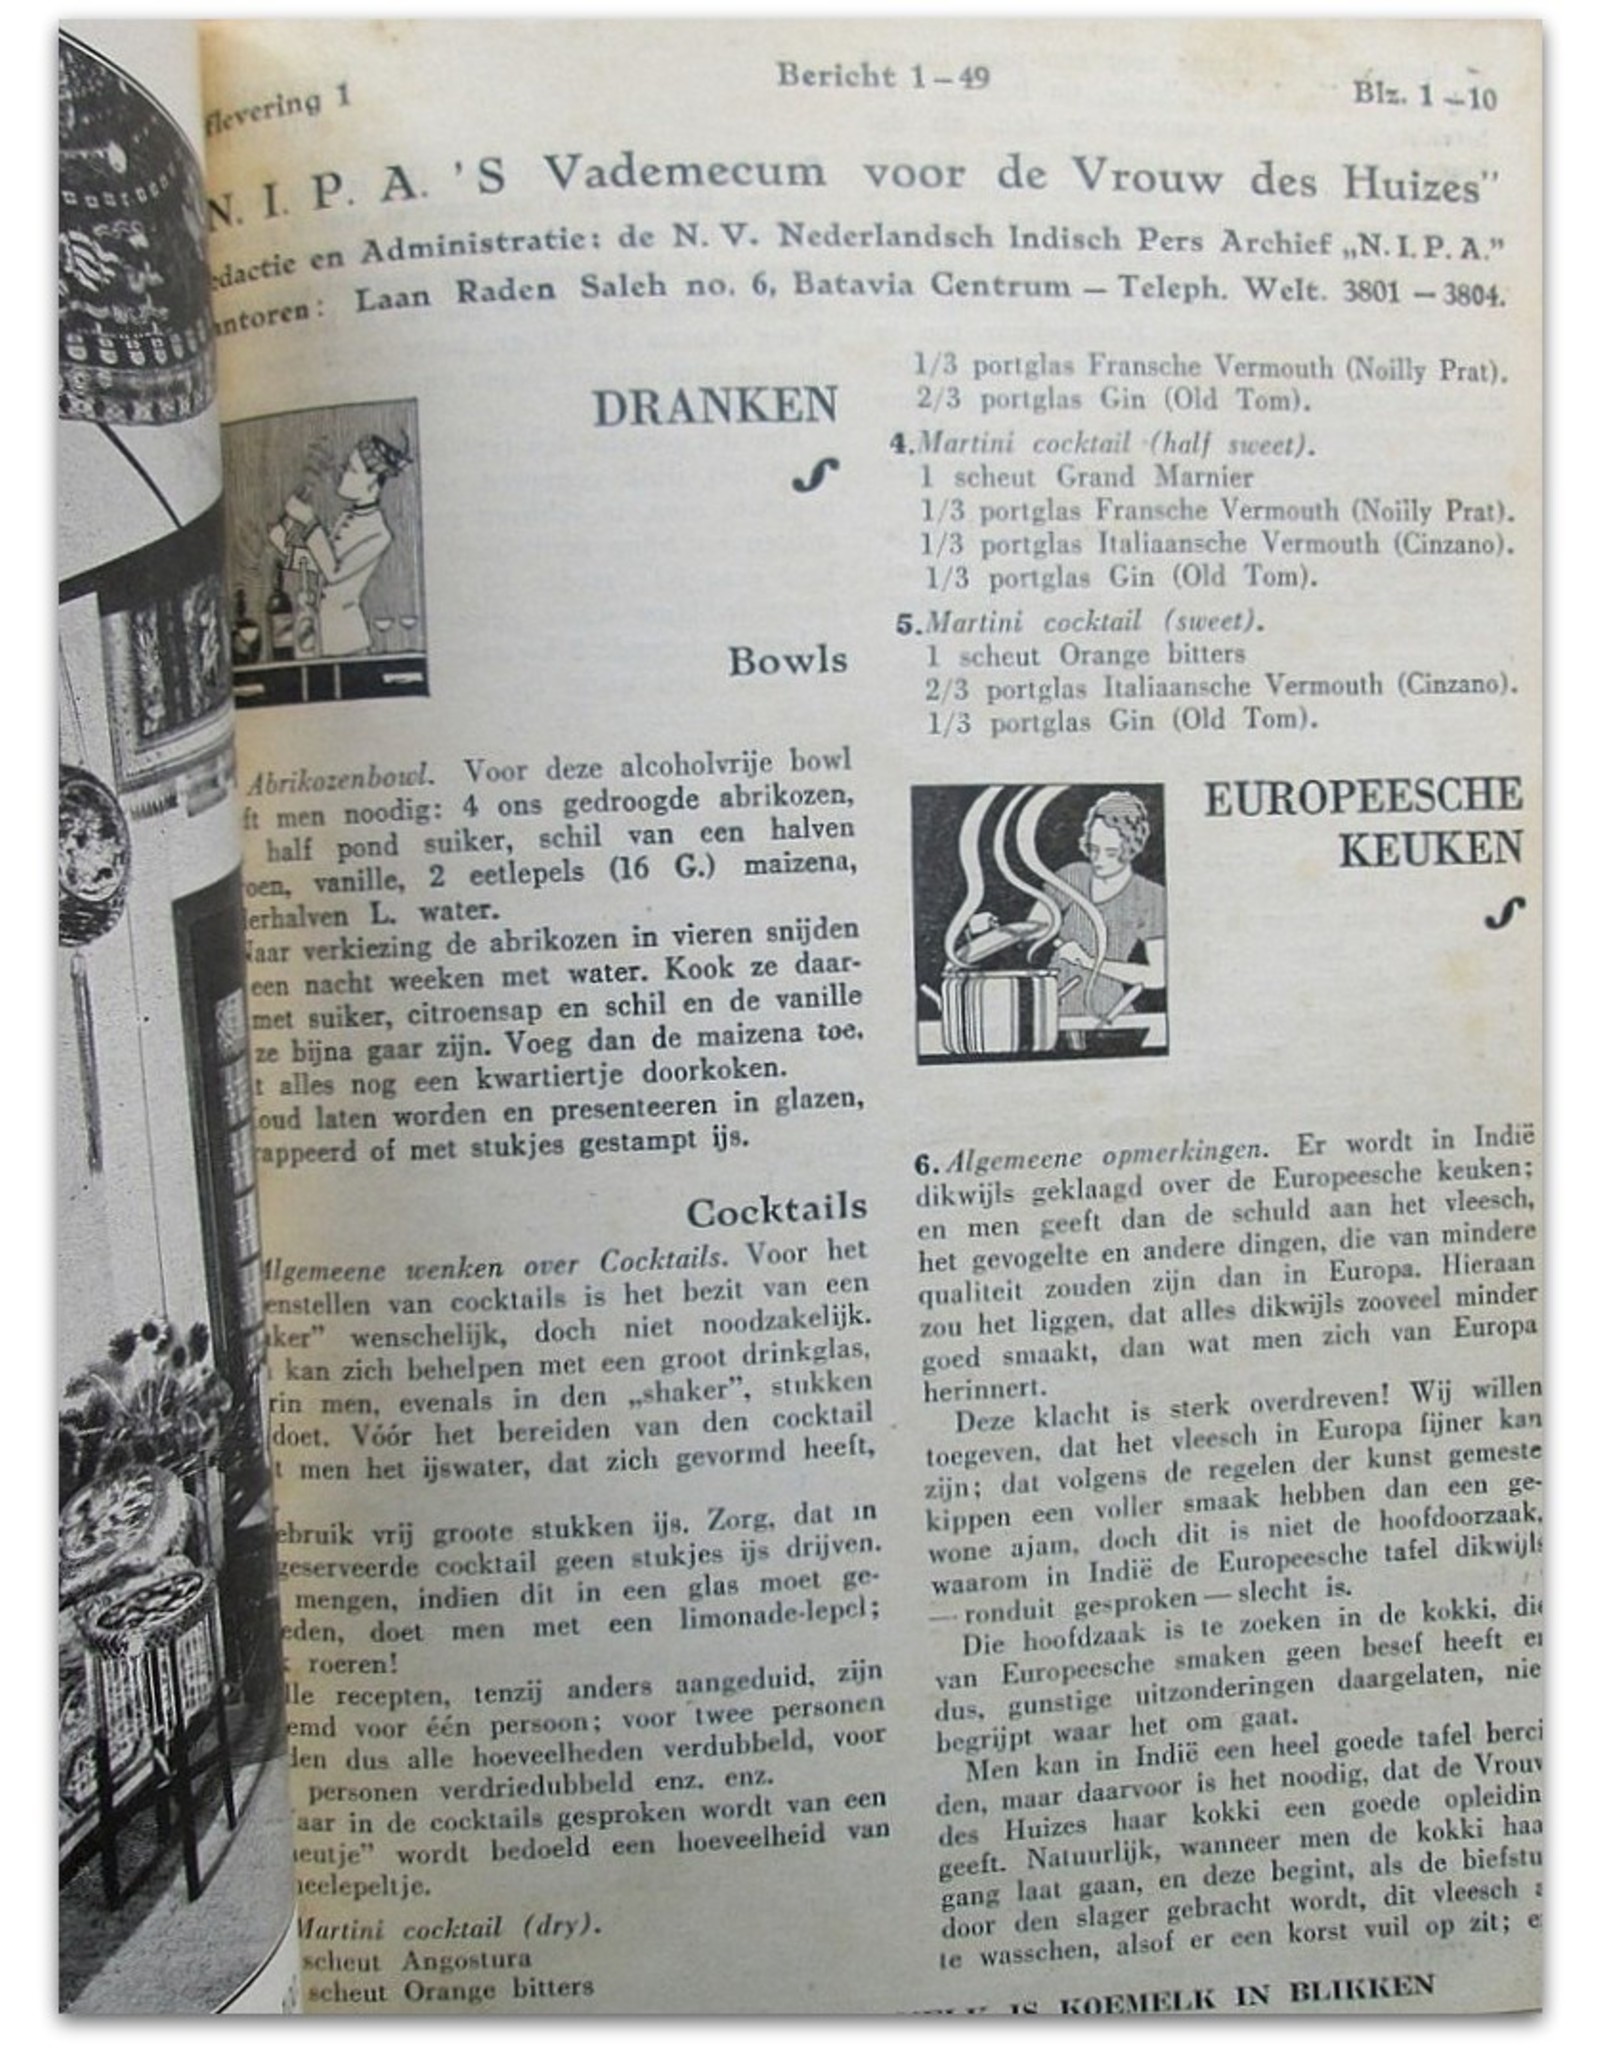 flevering 1
Bericht 1-49
Blz. 1-10
N. I. P. A. 'S Vademecum voor de Vrouw des Huizes"
edactie en Administratie: de N. V. Nederlandsch Indisch Pers Archief „N. I. P. A."
antoren: Laan Raden Saleh no. 6, Batavia Centrum — Teleph. Welt. 3801 — 3804.
DRANKEN
Bowls
Abrikozenbowl. Voor deze alcoholvrije bowl
ft men noodig: 4 ons gedroogde abrikozen,
half pond suiker, schil van een halven
oen, vanille, 2 eetlepels (16 G.) maizena,
erhalven L. water.
Naar verkiezing de abrikozen in vieren snijden
een nacht weeken met water. Kook ze daar-
met suiker, citroensap en schil en de vanille
ze bijna gaar zijn. Voeg dan de maizena toe,
t alles nog een kwartiertje doorkoken.
oud laten worden en presenteeren in glazen,
rappeerd of met stukjes gestampt ijs.
Cocktails
Algemeene wenken over Cocktails. Voor het
enstellen van cocktails is het bezit van een
ker" wenschelijk, doch niet noodzakelijk.
kan zich behelpen met een groot drinkglas,
rin men, evenals in den „shaker", stukken
doet. Vóór het bereiden van den cocktail
t men het ijswater, dat zich gevormd heeft,
ebruik vrij groote stukken ijs. Zorg, dat in
geserveerde cocktail geen stukjes ijs drijven.
mengen, indien dit in een glas moet ge-
eden, doet men met een limonade-lepel;
roeren!
lle recepten, tenzij anders aangeduid, zijn
emd voor één persoon; voor twee personen
den dus alle hoeveelheden verdubbeld, voor
personen verdriedubbeld enz. enz.
aar in de cocktails gesproken wordt van een
eutje" wordt bedoeld een hoeveelheid van
heelepeltje.
Martini cocktail (dry).
scheut Angostura
scheut Orange bitters
1/3 portglas Fransche Vermouth (Noilly Prat).
2/3 portglas Gin (Old Tom).
4. Martini cocktail (half sweet).
1 scheut Grand Marnier
1/3 portglas Fransche Vermouth (Noilly Prat).
1/3 portglas Italiaansche Vermouth (Cinzano).
1/3 portglas Gin (Old Tom).
5. Martini cocktail (sweet).
1 scheut Orange bitters
2/3 portglas Italiaansche Vermouth (Cinzano).
1/3 portglas Gin (Old Tom).
EUROPEESCHE
KEUKEN
6. Algemeene opmerkingen. Er wordt in Indië
dikwijls geklaagd over de Europeesche keuken;
en men geeft dan de schuld aan het vleesch,
het gevogelte en andere dingen, die van mindere
qualiteit zouden zijn dan in Europa. Hieraan
zou het liggen, dat alles dikwijls zooveel minder
goed smaakt, dan wat men zich van Europa
herinnert.
Deze klacht is sterk overdreven! Wij willen
toegeven, dat het vleesch in Europa fijner kan
zijn; dat volgens de regelen der kunst gemeste
kippen een voller smaak hebben dan een ge-
wone ajam, doch dit is niet de hoofdoorzaak,
waarom in Indië de Europeesche tafel dikwijls
— ronduit gesproken — slecht is.
Die hoofdzaak is te zoeken in de kokki, die
van Europeesche smaken geen besef heeft en
dus, gunstige uitzonderingen daargelaten, nie
begrijpt waar het om gaat.
Men kan in Indië een heel goede tafel berei
den, maar daarvoor is het noodig, dat de Vrouw
des Huizes haar kokki een goede opleidin
geeft. Natuurlijk, wanneer men de kokki haa
gang laat gaan, en deze begint, als de biefstu
door den slager gebracht wordt, dit vleesch a
te wasschen, alsof er een korst vuil op zit; e
MELK IS KOEMELK IN BLIKKEN